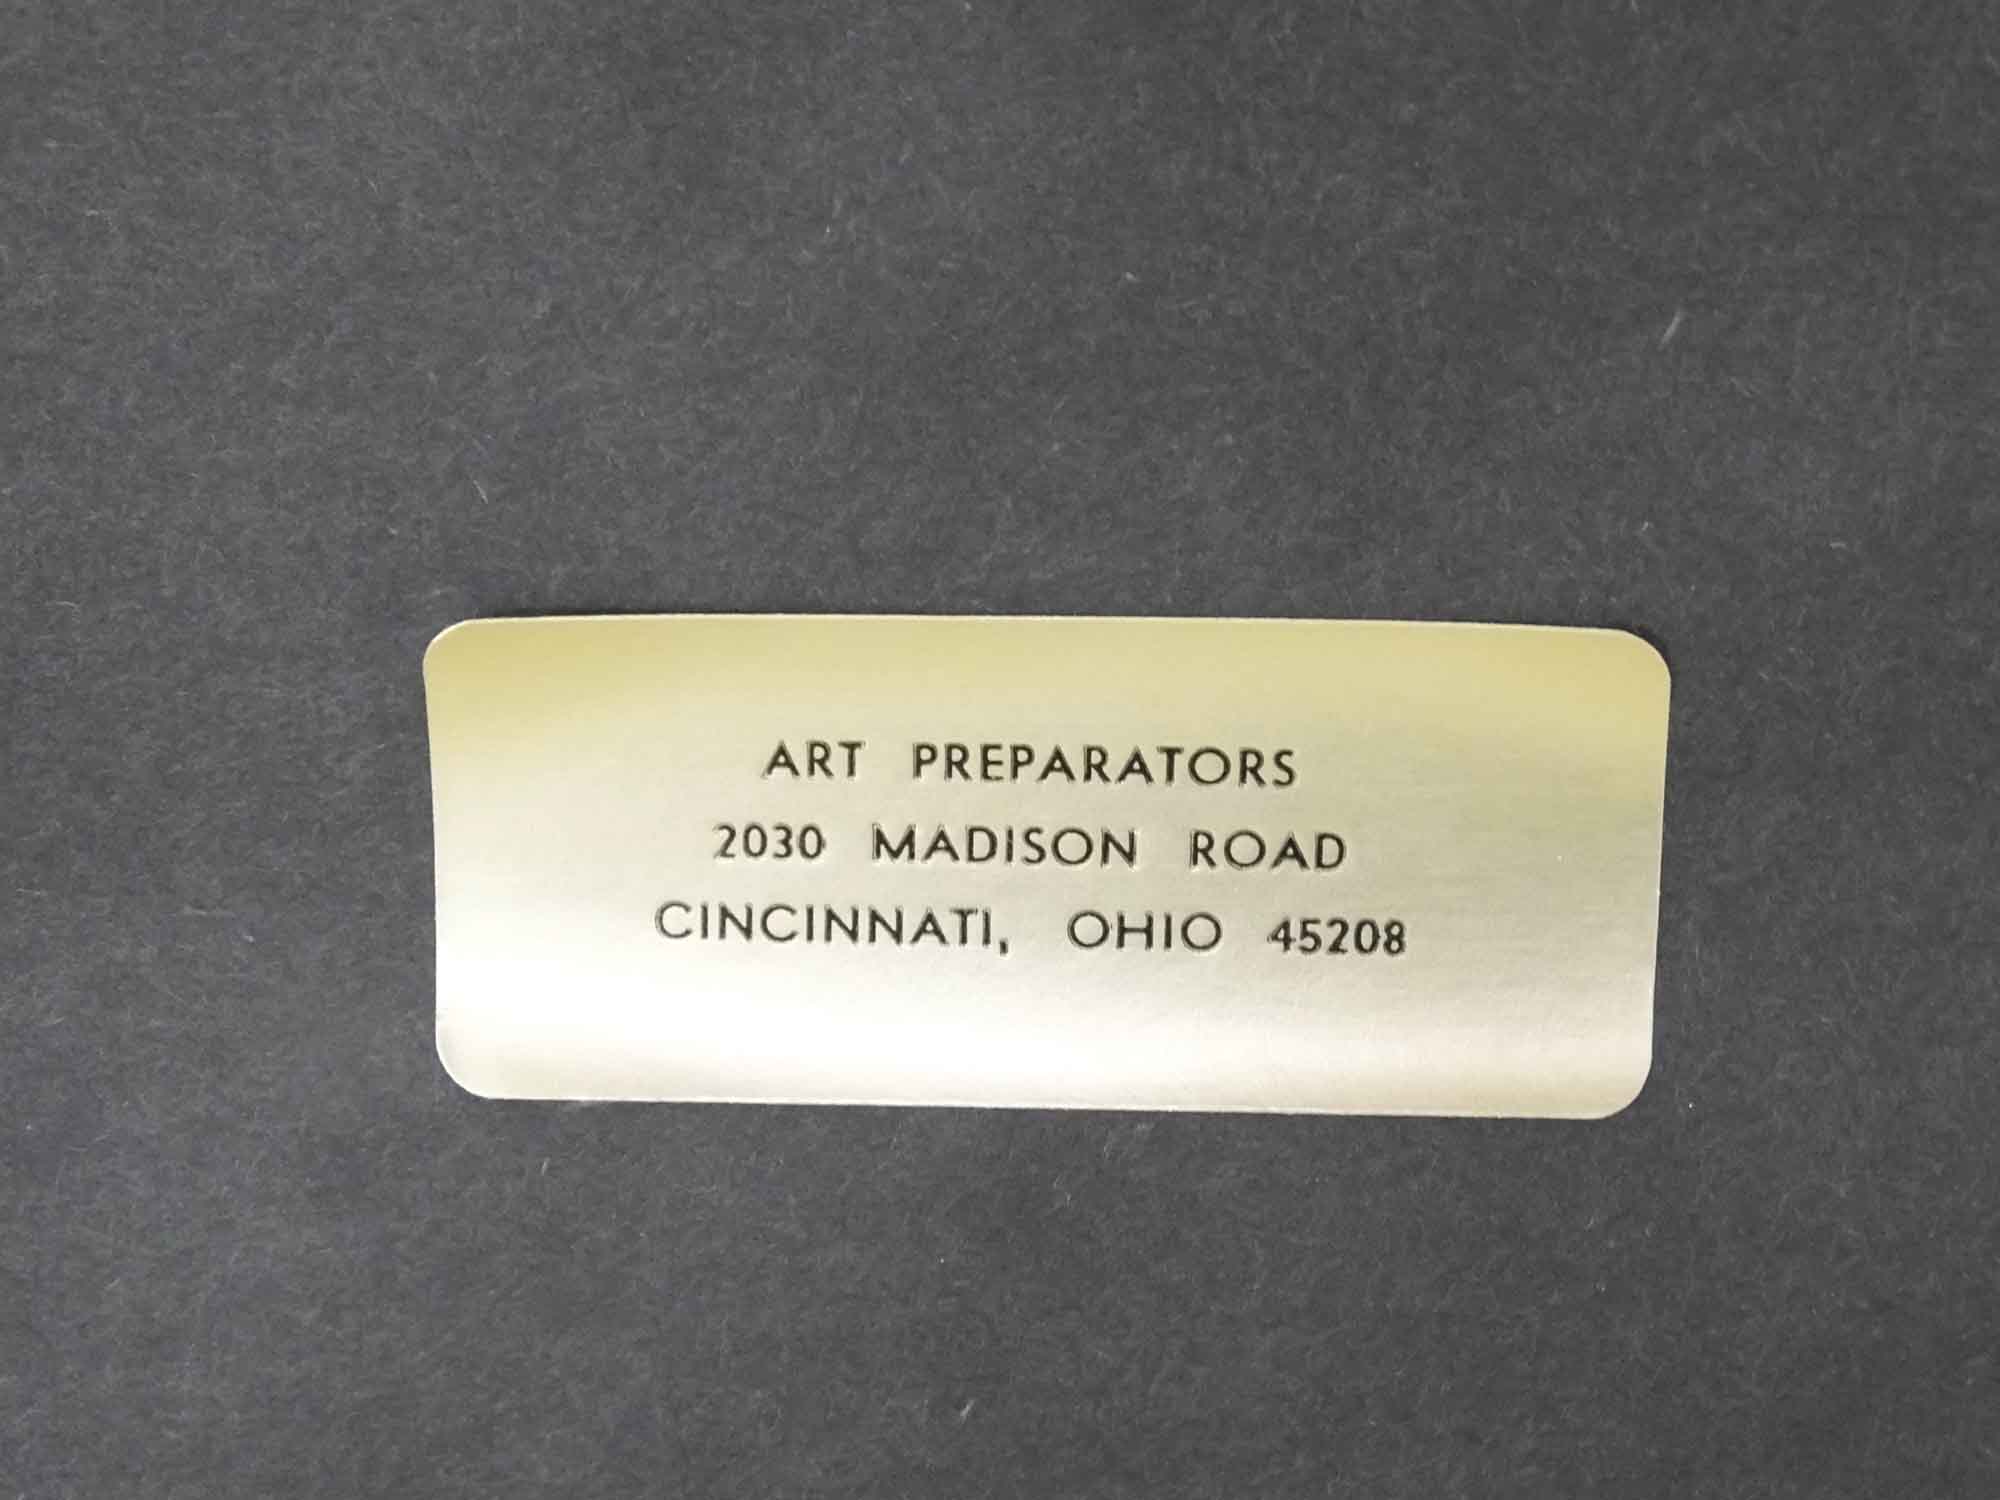 ART PREPARATORS
2030 MADISON ROAD
CINCINNATI, OHIO 45208